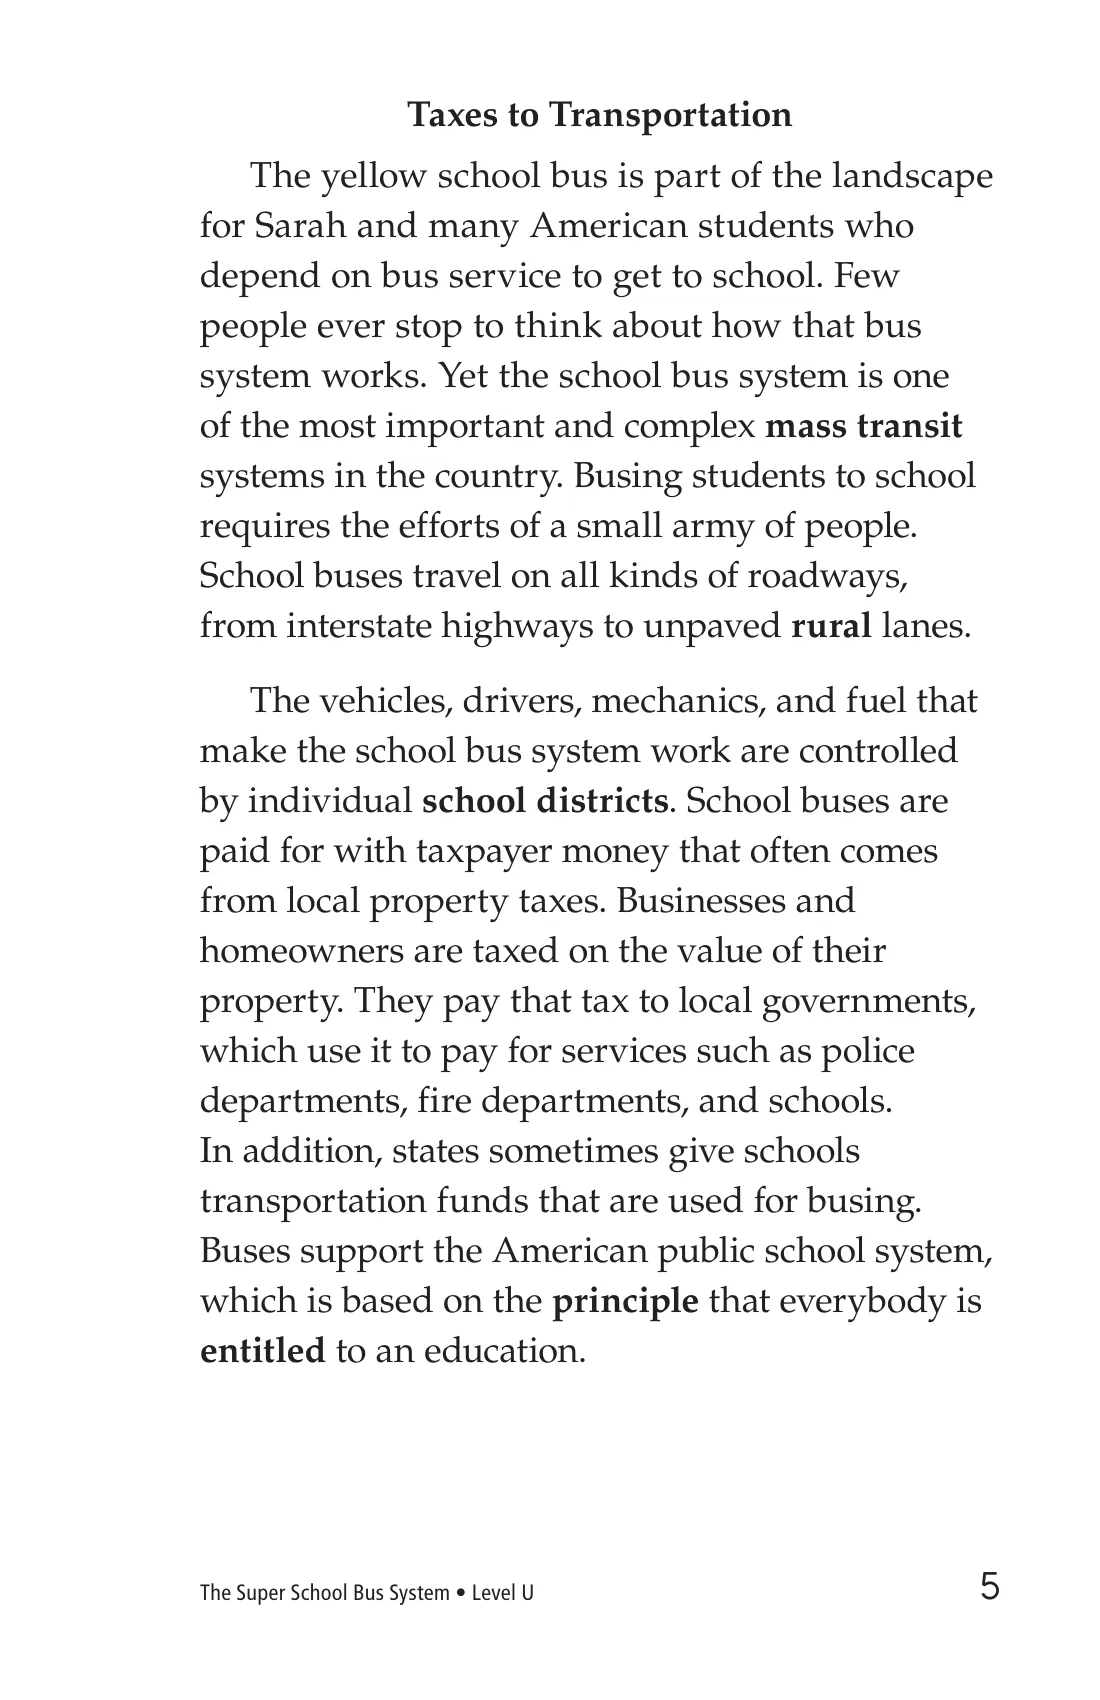 Taxes to Transportation
The yellow school bus is part of the landscape
for Sarah and many American students who
depend on bus service to get to school. Few
people ever stop to think about how that bus
system works. Yet the school bus system is one
of the most important and complex mass transit
systems in the country. Busing students to school
requires the efforts of a small army of people.
School buses travel on all kinds of roadways,
from interstate highways to unpaved rural lanes.
The vehicles, drivers, mechanics, and fuel that
make the school bus system work are controlled
by individual school districts. School buses are
paid for with taxpayer money that often comes
from local property taxes. Businesses and
homeowners are taxed on the value of their
property. They pay that tax to local governments,
which use it to pay for services such as police
departments, fire departments, and schools.
In addition, states sometimes give schools
transportation funds that are used for busing.
Buses support the American public school system,
which is based on the principle that everybody is
entitled to an education.
The Super School Bus System • Level U
5